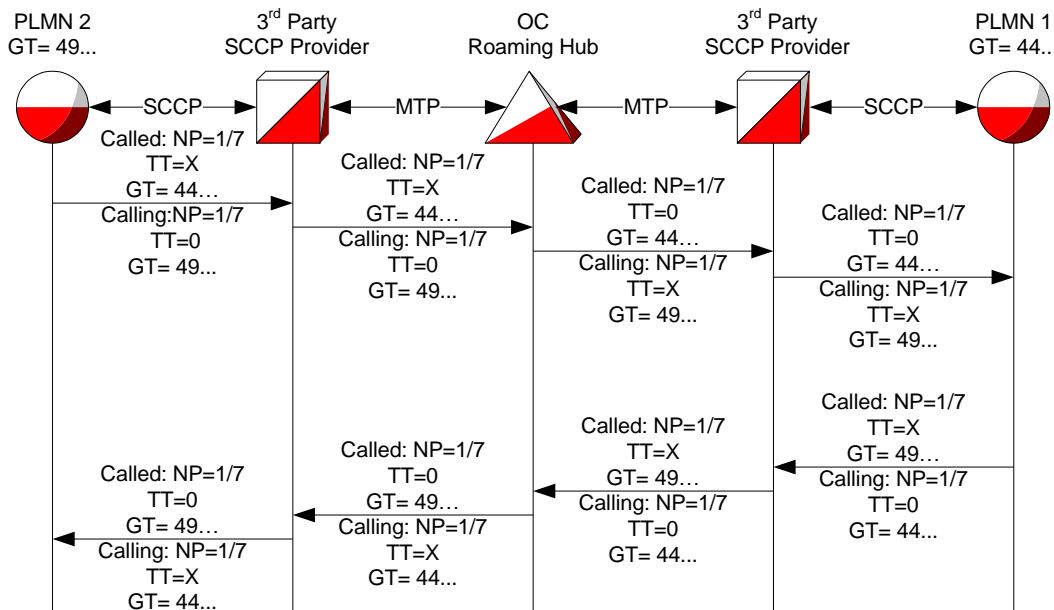 PLMN 2
GT= 49...
3rd Party
SCCP Provider
OC
Roaming Hub
3rd Party
SCCP Provider
PLMN 1
GT= 44...
SCCP
MTP
MTP
SCCP
Called: NP=1/7
TT=X
GT= 44…
Calling:NP=1/7
TT=0
GT= 49...
Called: NP=1/7
TT=X
GT= 44…
Calling: NP=1/7
TT=0
GT= 49...
Called: NP=1/7
TT=0
GT= 44…
Calling: NP=1/7
TT=X
GT= 49...
Called: NP=1/7
TT=0
GT= 44…
Calling: NP=1/7
TT=X
GT= 49...
Called: NP=1/7
TT=X
GT= 49…
Calling: NP=1/7
TT=0
GT= 44...
Called: NP=1/7
TT=X
GT= 49…
Calling: NP=1/7
TT=0
GT= 44...
Called: NP=1/7
TT=0
GT= 49…
Calling: NP=1/7
TT=X
GT= 44...
Called: NP=1/7
TT=0
GT= 49…
Calling: NP=1/7
TT=X
GT= 44...